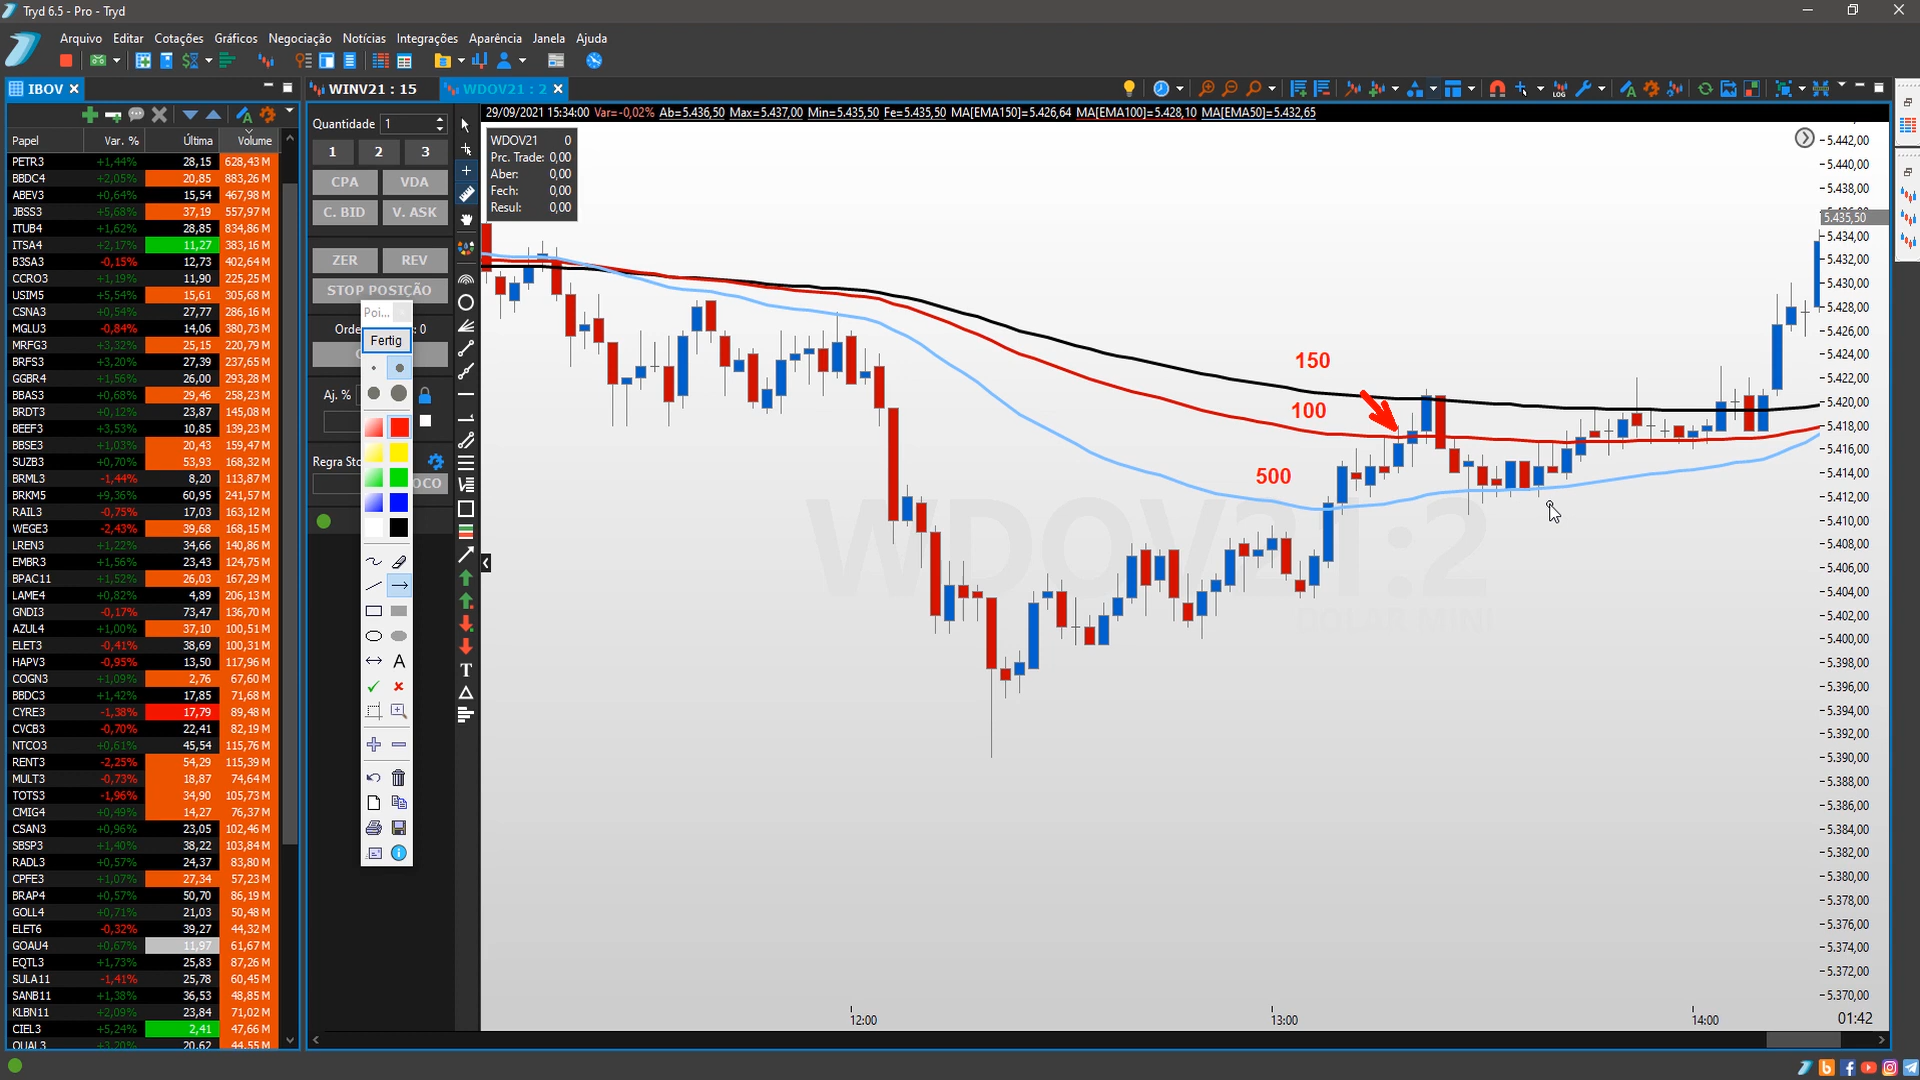 Tryd 6.5 - Pro - Tryd
Arquivo Editar Cotações Gráficos Negociação Notícias Integrações Aparência Janela Ajuda
IBOV
WINV21 : 15
WDOV21 : 2
Papel Var. % Última Volume
PETR3 +1,44% 28,15 628,43 M
BBDC4 +2,05% 20,85 883,26 M
ABEV3 +0,64% 15,54 467,98 M
JBSS3 +5,68% 37,19 557,97 M
ITUB4 +1,62% 28,85 834,86 M
ITSA4 +2,17% 11,27 383,16 M
B3SA3 -0,15% 12,73 402,64 M
CCRO3 +1,19% 11,90 225,25 M
USIM5 +5,54% 15,61 305,68 M
CSNA3 +0,54% 27,77 286,16 M
MGLU3 -0,84% 14,06 380,73 M
MRFG3 +3,32% 25,15 220,79 M
BRFS3 +3,20% 27,39 237,65 M
GGBR4 +1,56% 26,00 293,28 M
BBAS3 +0,68% 29,46 258,23 M
BRDT3 +0,12% 23,87 145,08 M
BEEF3 +3,53% 10,85 139,23 M
BBSE3 +1,03% 20,43 159,47 M
SUZB3 +0,70% 53,93 168,32 M
BRML3 -1,44% 8,20 113,87 M
BRKM5 +9,36% 60,95 241,57 M
RAIL3 -0,75% 17,03 163,12 M
WEGE3 -2,43% 39,68 168,15 M
LREN3 +1,22% 34,66 140,86 M
EMBR3 +1,56% 23,43 124,75 M
BPAC11 +1,52% 26,03 167,29 M
LAME4 +0,82% 4,89 206,13 M
GNDI3 -0,17% 73,47 136,70 M
AZUL4 +1,00% 37,10 100,51 M
ELET3 -0,41% 38,69 100,31 M
HAPV3 -0,95% 13,50 117,96 M
COGN3 +1,09% 2,76 67,60 M
BBDC3 +1,42% 17,85 71,68 M
CYRE3 -1,38% 17,79 89,48 M
CVCB3 -0,70% 22,41 82,19 M
NTCO3 +0,61% 45,54 115,76 M
RENT3 -2,25% 54,29 115,39 M
MULT3 -0,73% 18,87 74,64 M
TOTS3 -1,96% 34,90 105,73 M
CMIG4 +0,49% 14,27 76,37 M
CSAN3 +0,96% 23,05 102,46 M
SBSP3 +1,40% 38,22 103,84 M
RADL3 +0,57% 24,37 83,80 M
CPFE3 +1,07% 27,34 57,23 M
BRAP4 +0,57% 50,70 86,19 M
GOLL4 +0,71% 21,03 50,48 M
ELET6 -0,32% 39,27 44,32 M
GOAU4 +0,67% 11,97 61,67 M
EQTL3 +1,73% 25,83 87,26 M
SULA11 -1,41% 25,78 60,45 M
SANB11 +1,38% 36,53 48,85 M
KLBN11 +2,09% 23,84 71,02 M
CIEL3 +5,24% 2,41 47,66 M
QUAL3 +3,20% 20,62 44,55 M
Quantidade 1
1 2 3
CPA VDA
C. BID V. ASK
ZER REV
STOP POSIÇÃO
Orde : 0
Aj. %
Regra Sto
OCO
Poi...
Fertig
A
T
LOG
29/09/2021 15:34:00 Var=-0,02% Ab=5.436,50 Max=5.437,00 Min=5.435,50 Fe=5.435,50 MA[EMA150]=5.426,64 MA[EMA100]=5.428,10 MA[EMA50]=5.432,65
WDOV21 0
Prc. Trade: 0,00
Aber: 0,00
Fech: 0,00
Resul: 0,00
150
100
500
WDOV21:2
DOLAR MINI
5.442,00
5.440,00
5.438,00
5.435,50
5.434,00
5.432,00
5.430,00
5.428,00
5.426,00
5.424,00
5.422,00
5.420,00
5.418,00
5.416,00
5.414,00
5.412,00
5.410,00
5.408,00
5.406,00
5.404,00
5.402,00
5.400,00
5.398,00
5.396,00
5.394,00
5.392,00
5.390,00
5.388,00
5.386,00
5.384,00
5.382,00
5.380,00
5.378,00
5.376,00
5.374,00
5.372,00
5.370,00
12:00 13:00 14:00 01:42